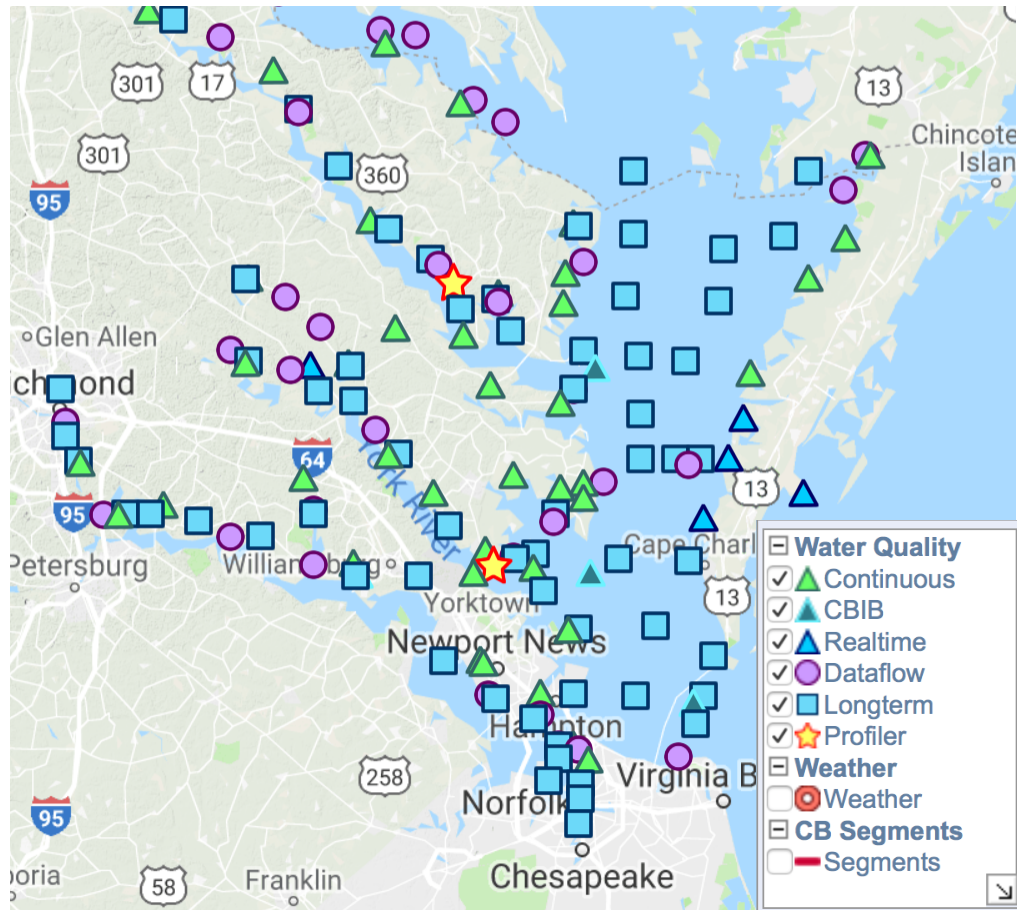 301
17
13
Chincote
Islan
301
360
95
Glen Allen
chmond
64
York River
95
13
Petersburg
Williamsburg
Cape Charl
13
Yorktown
Newport News
Hampton
258
Virginia B
Norfolk
95
Chesapeake
oria
58
Franklin
Water Quality
Continuous
CBIB
Realtime
Dataflow
Longterm
Profiler
Weather
Weather
CB Segments
Segments